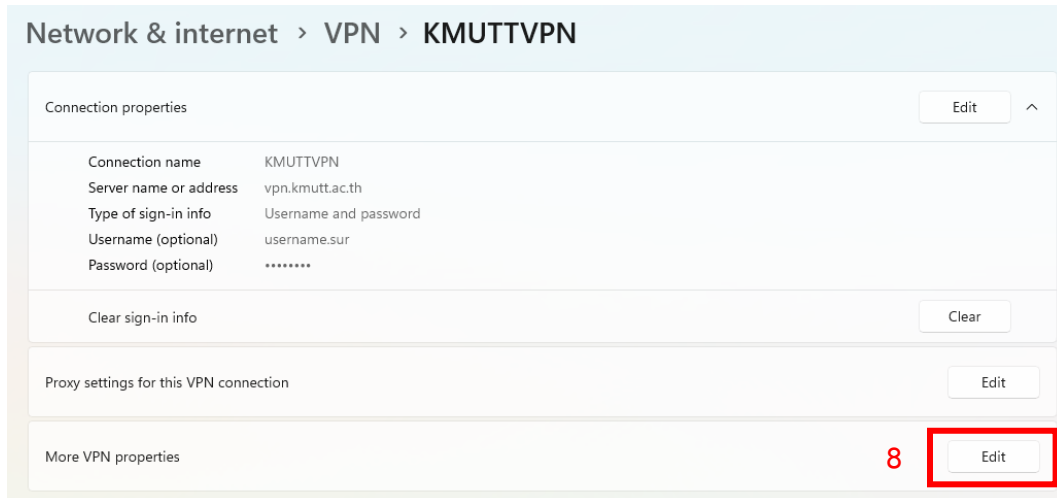 Network & internet > VPN > KMUTTVPN
Connection properties Edit
Connection name KMUTTVPN
Server name or address vpn.kmutt.ac.th
Type of sign-in info Username and password
Username (optional) username.sur
Password (optional) ••••••••
Clear sign-in info Clear
Proxy settings for this VPN connection Edit
More VPN properties 8 Edit